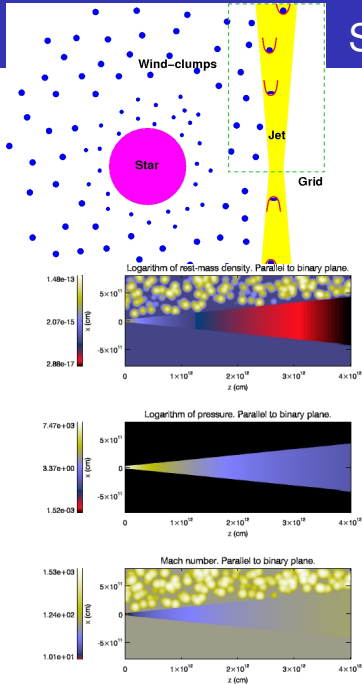 S
Wind-clumps
Star
Jet
Grid
Logarithm of rest-mass density. Parallel to binary plane.
1.48e-13
2.07e-15
2.88e-17
x (cm)
5×10¹¹
0
-5×10¹¹
0
1×10¹²
2×10¹²
3×10¹²
4×10¹²
z (cm)
Logarithm of pressure. Parallel to binary plane.
7.47e+03
3.37e+00
1.52e-03
x (cm)
5×10¹¹
0
-5×10¹¹
0
1×10¹²
2×10¹²
3×10¹²
4×10¹²
z (cm)
Mach number. Parallel to binary plane.
1.53e+03
1.24e+02
1.01e+01
x (cm)
5×10¹¹
0
-5×10¹¹
0
1×10¹²
2×10¹²
3×10¹²
4×10¹²
z (cm)